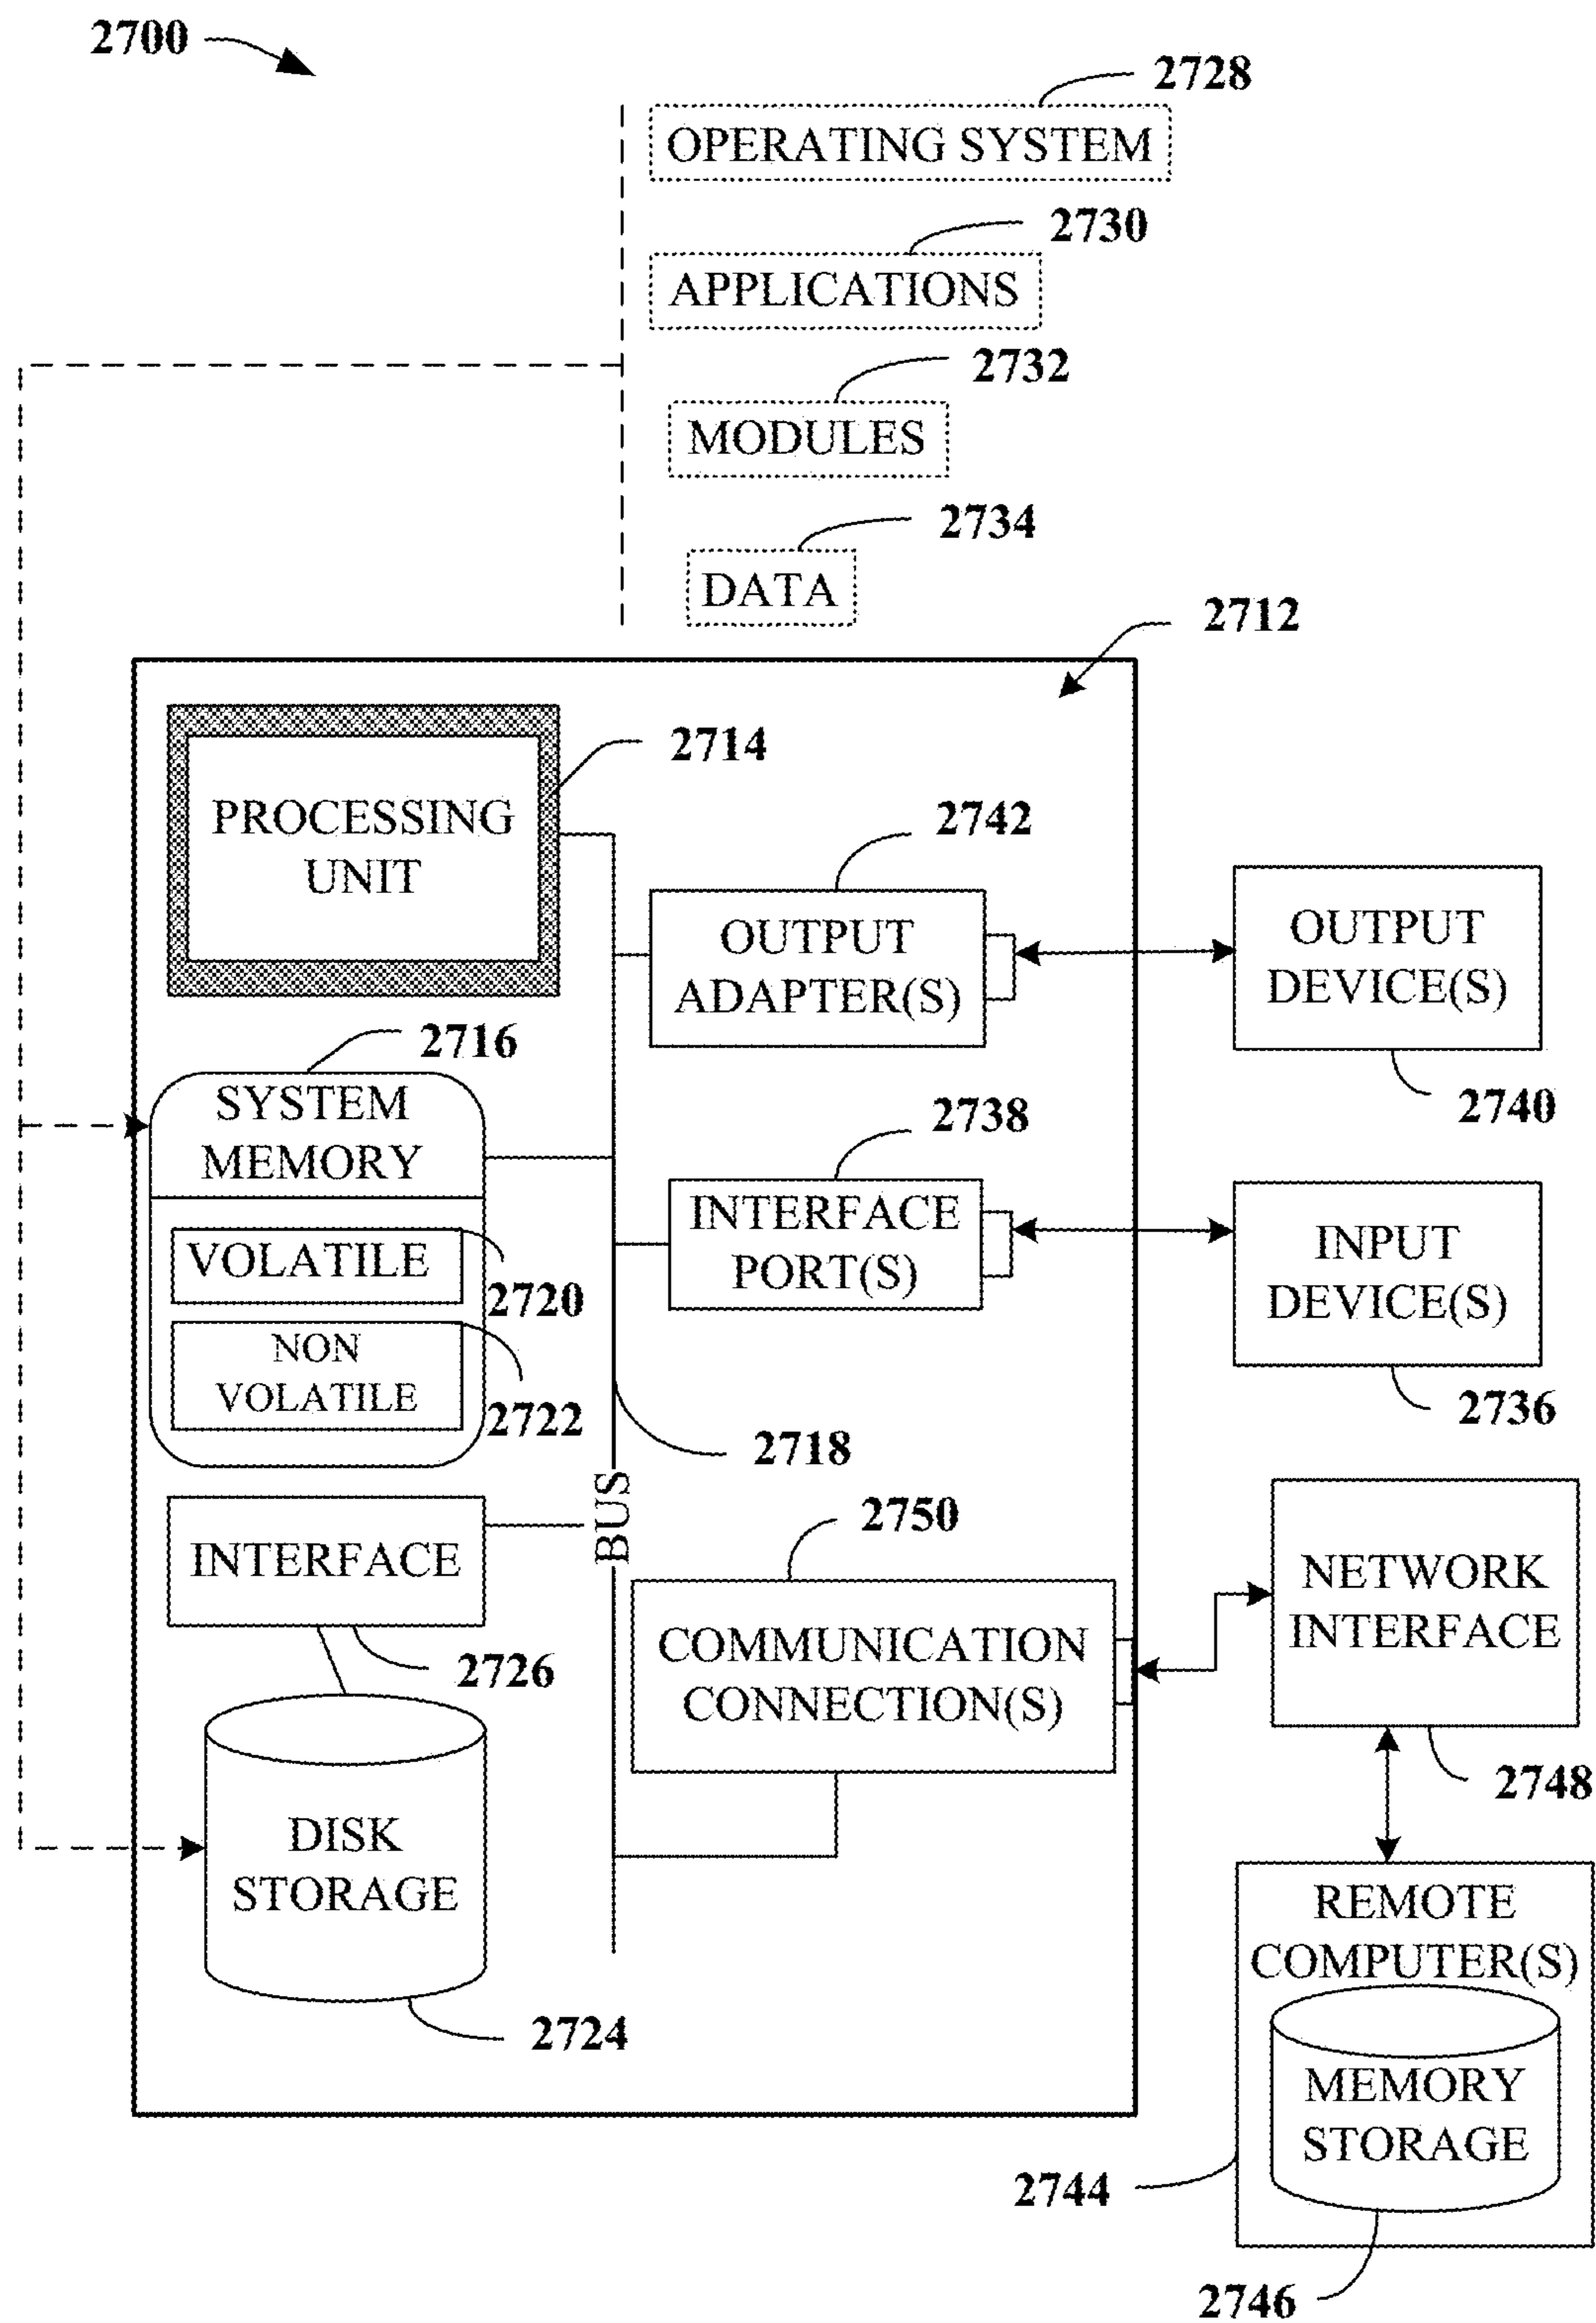 2700
2728
OPERATING SYSTEM
2730
APPLICATIONS
2732
MODULES
2734
DATA
2712
2714
PROCESSING
UNIT
2742
OUTPUT
ADAPTER(S)
OUTPUT
DEVICE(S)
2740
2716
SYSTEM
MEMORY
VOLATILE
2720
NON
VOLATILE
2722
2738
INTERFACE
PORT(S)
INPUT
DEVICE(S)
2736
2718
BUS
INTERFACE
2726
2750
COMMUNICATION
CONNECTION(S)
NETWORK
INTERFACE
2748
DISK
STORAGE
2724
REMOTE
COMPUTER(S)
MEMORY
STORAGE
2744
2746